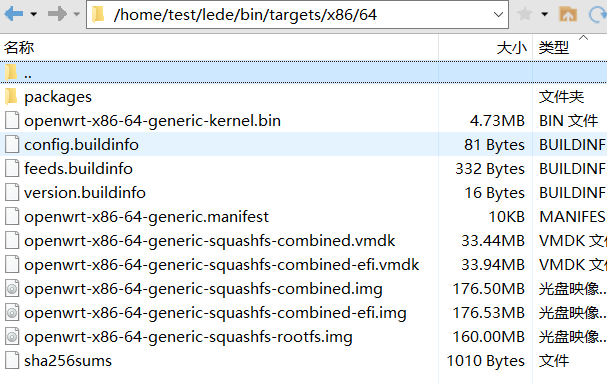 /home/test/lede/bin/targets/x86/64
名称 大小 类型
..
packages 文件夹
openwrt-x86-64-generic-kernel.bin 4.73MB BIN 文件
config.buildinfo 81 Bytes BUILDINF
feeds.buildinfo 332 Bytes BUILDINF
version.buildinfo 16 Bytes BUILDINF
openwrt-x86-64-generic.manifest 10KB MANIFES
openwrt-x86-64-generic-squashfs-combined.vmdk 33.44MB VMDK 文
openwrt-x86-64-generic-squashfs-combined-efi.vmdk 33.94MB VMDK 文
openwrt-x86-64-generic-squashfs-combined.img 176.50MB 光盘映像...
openwrt-x86-64-generic-squashfs-combined-efi.img 176.53MB 光盘映像...
openwrt-x86-64-generic-squashfs-rootfs.img 160.00MB 光盘映像...
sha256sums 1010 Bytes 文件